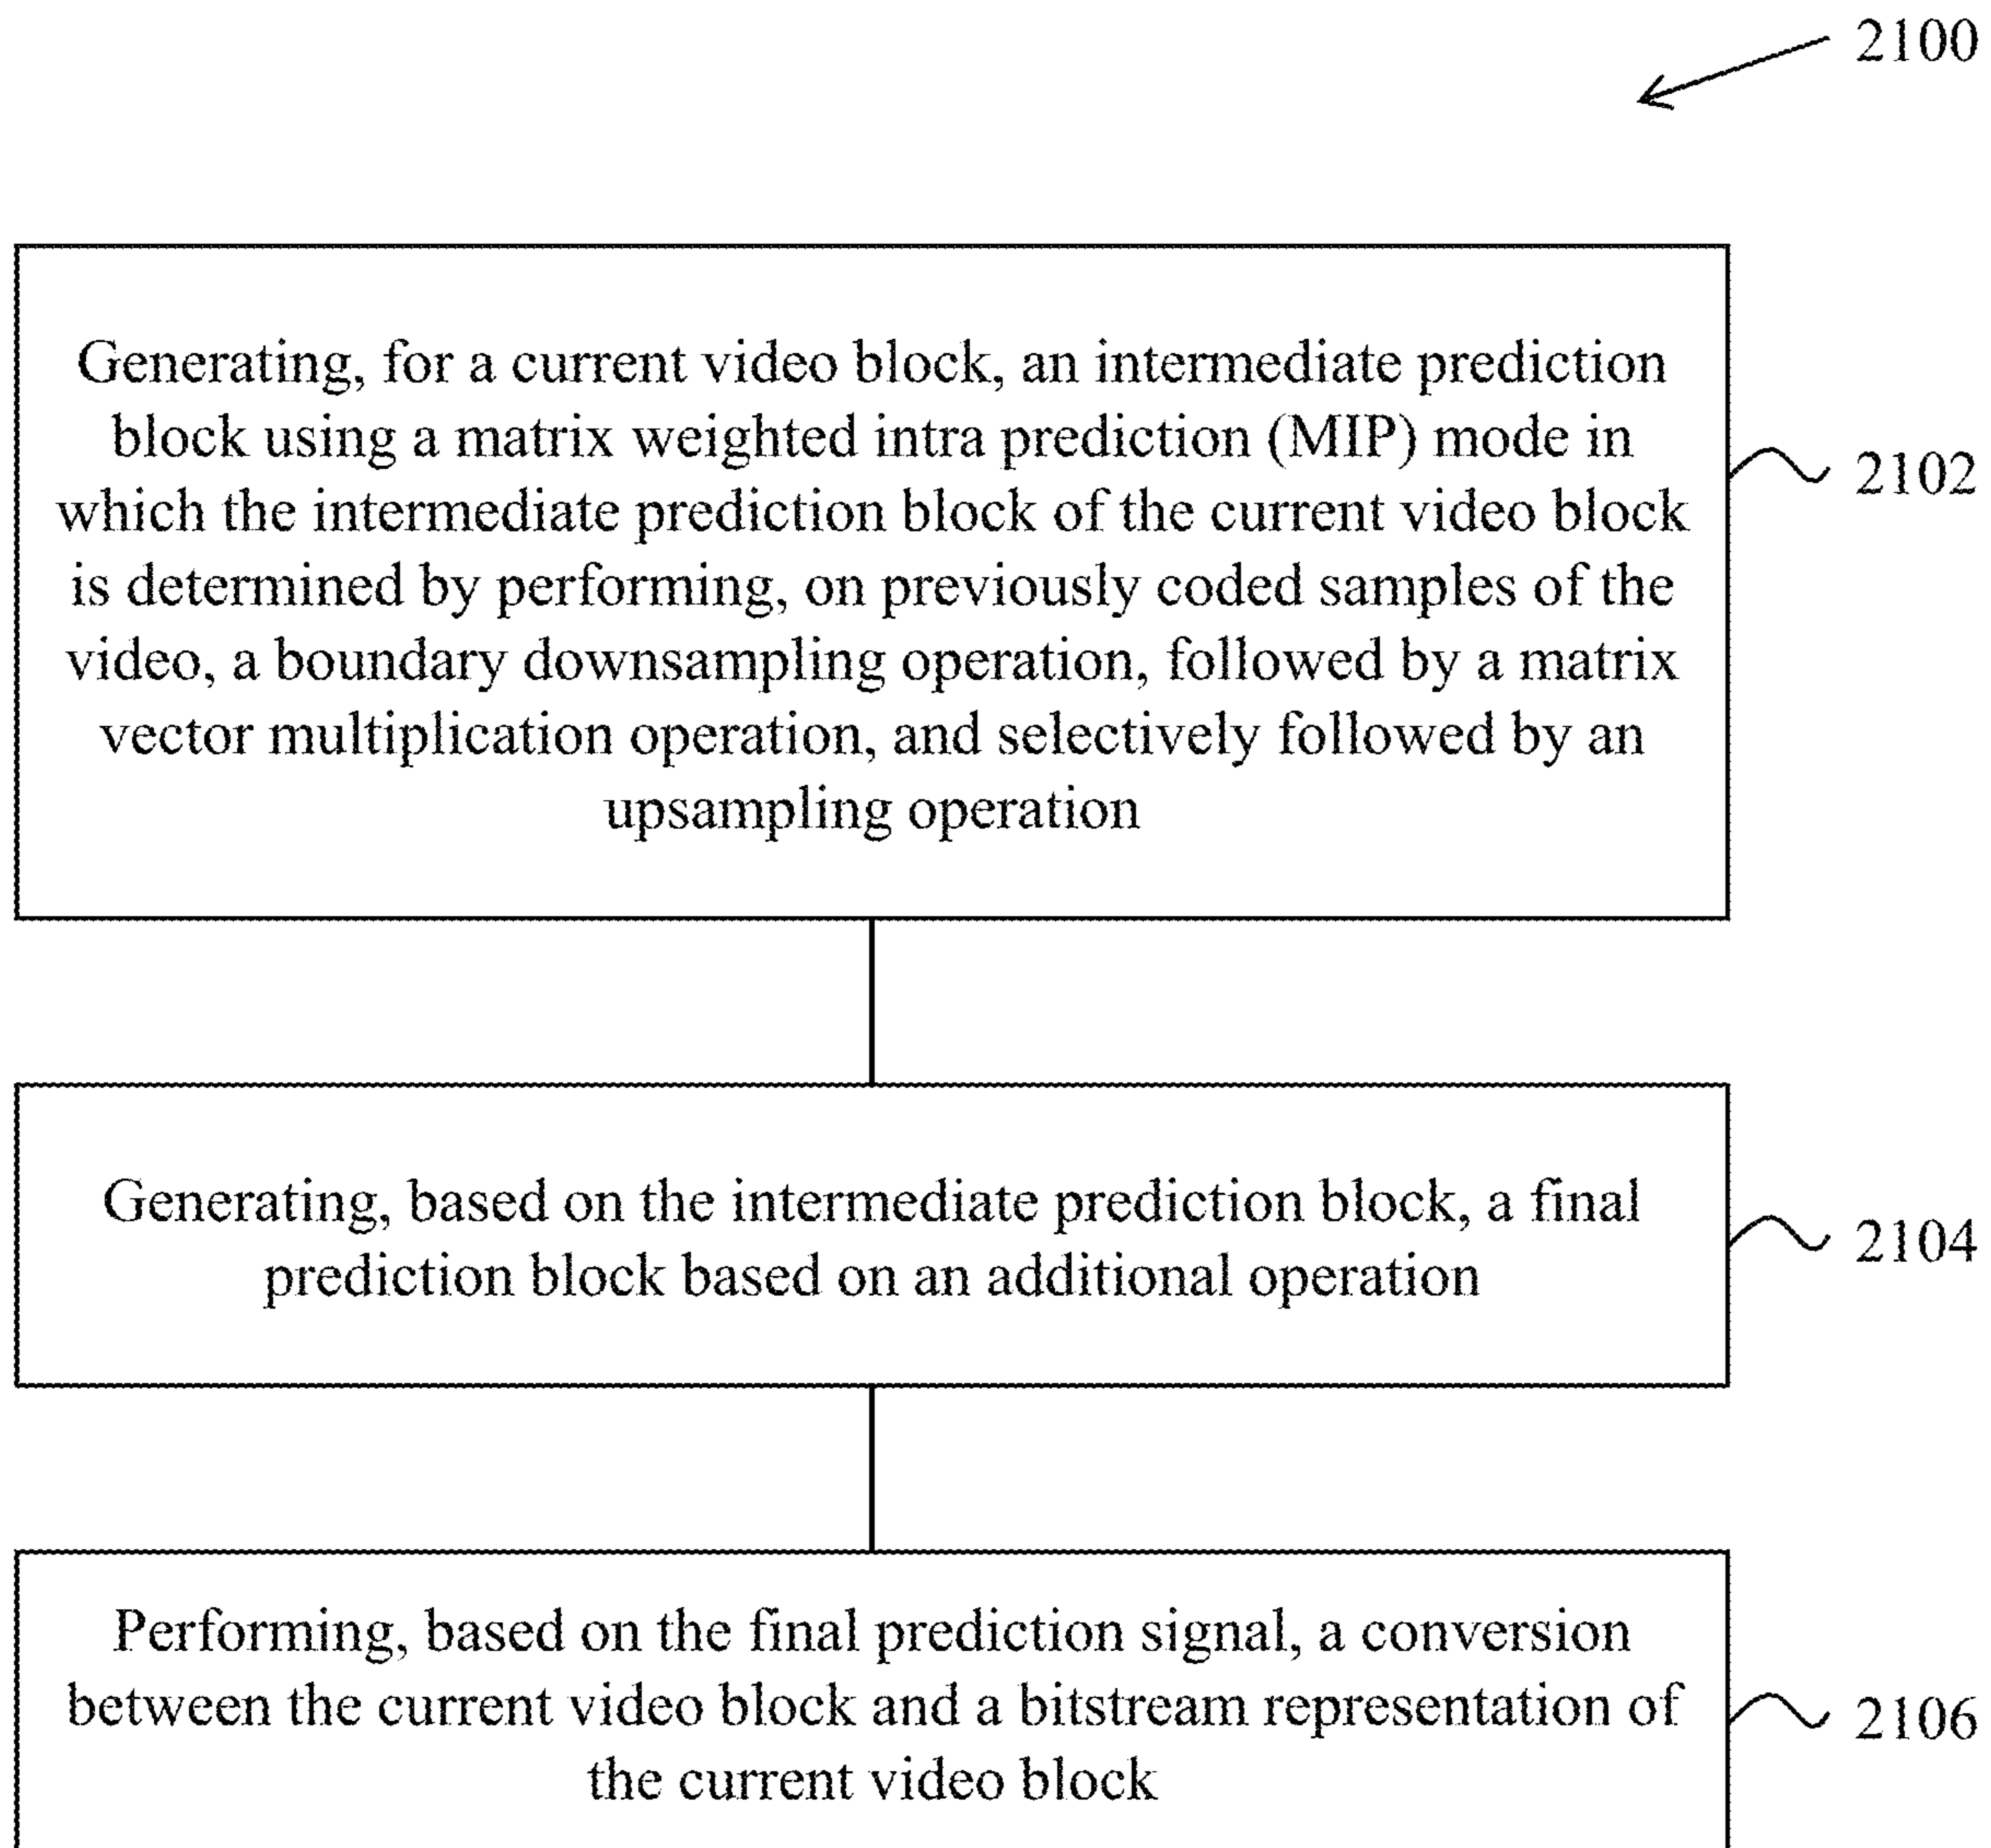 2100
Generating, for a current video block, an intermediate prediction
block using a matrix weighted intra prediction (MIP) mode in
which the intermediate prediction block of the current video block
is determined by performing, on previously coded samples of the
video, a boundary downsampling operation, followed by a matrix
vector multiplication operation, and selectively followed by an
upsampling operation
2102
Generating, based on the intermediate prediction block, a final
prediction block based on an additional operation
2104
Performing, based on the final prediction signal, a conversion
between the current video block and a bitstream representation of
the current video block
2106